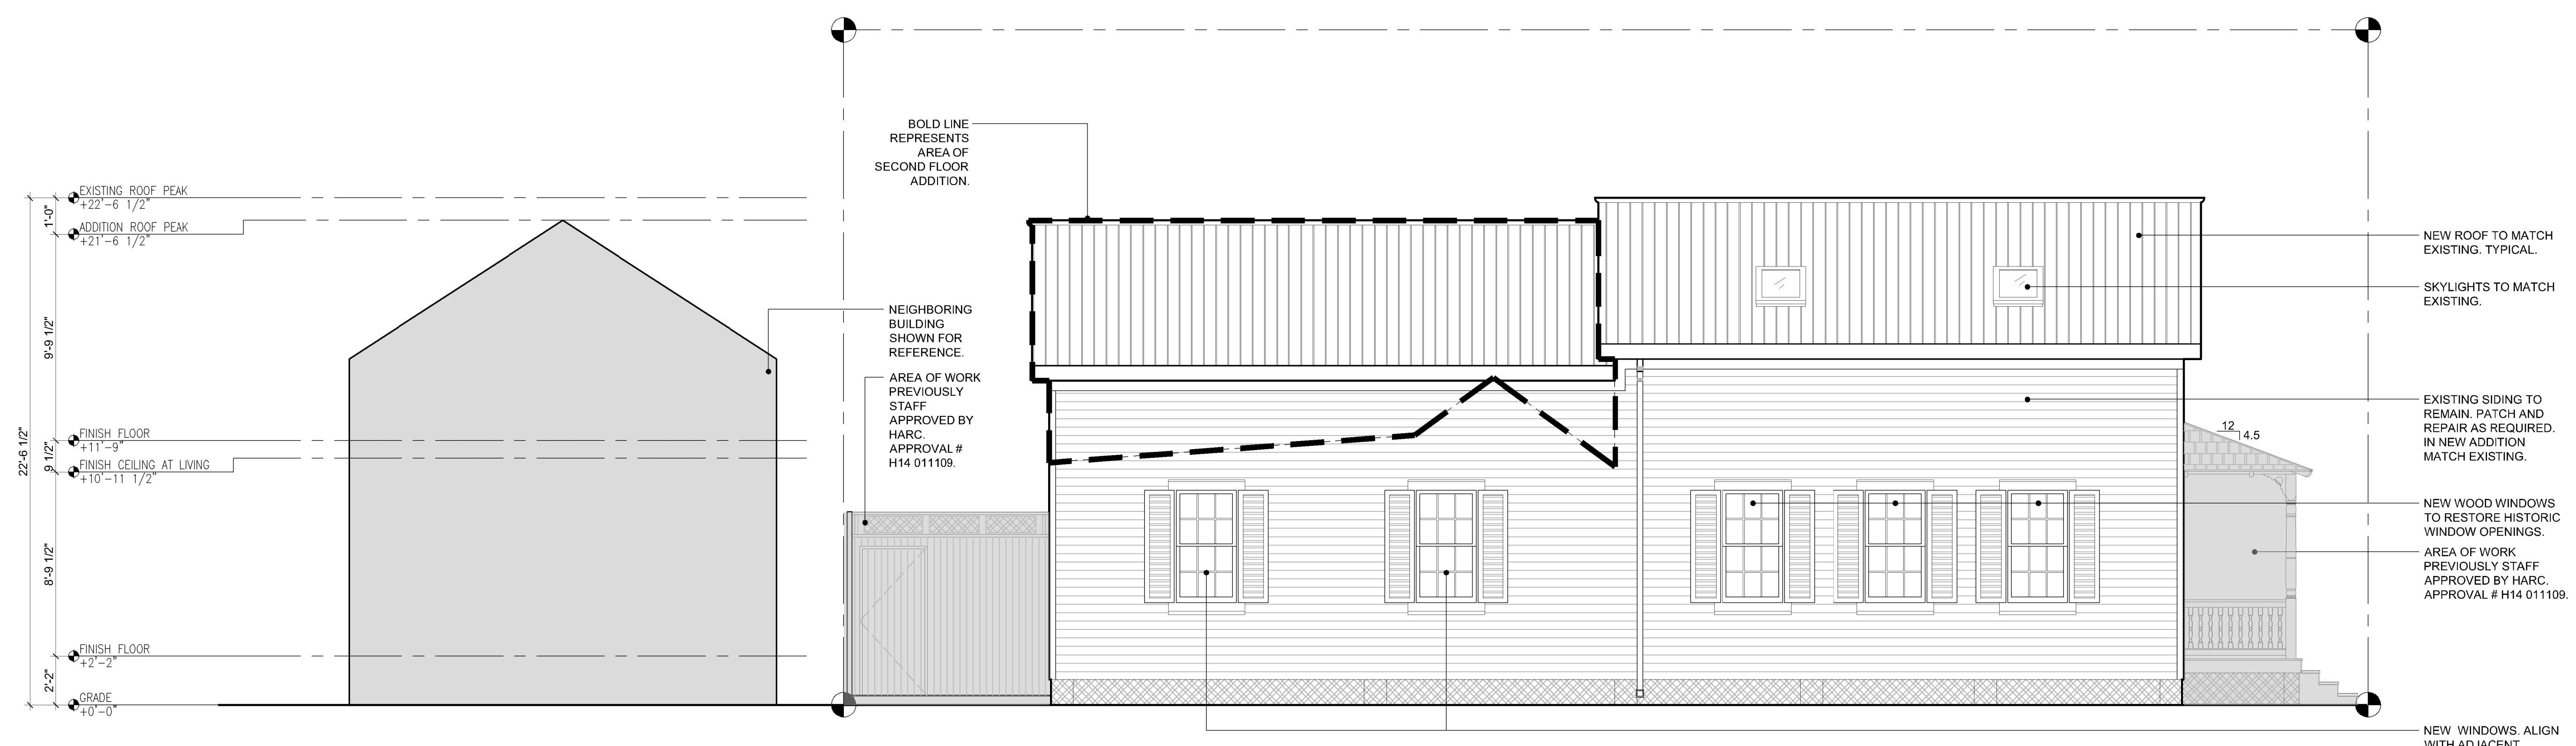 BOLD LINE
REPRESENTS
AREA OF
SECOND FLOOR
ADDITION.
EXISTING ROOF PEAK
+22'-6 1/2"
ADDITION ROOF PEAK
+21'-6 1/2"
FINISH FLOOR
+11'-9"
FINISH CEILING AT LIVING
+10'-11 1/2"
FINISH FLOOR
+2'-2"
GRADE
+0'-0"
22'-6 1/2"
1'-0"
9'-9 1/2"
9 1/2"
8'-9 1/2"
2'-2"
NEIGHBORING
BUILDING
SHOWN FOR
REFERENCE.
AREA OF WORK
PREVIOUSLY
STAFF
APPROVED BY
HARC.
APPROVAL #
H14 011109.
12
4.5
NEW ROOF TO MATCH
EXISTING. TYPICAL.
SKYLIGHTS TO MATCH
EXISTING.
EXISTING SIDING TO
REMAIN. PATCH AND
REPAIR AS REQUIRED.
IN NEW ADDITION
MATCH EXISTING.
NEW WOOD WINDOWS
TO RESTORE HISTORIC
WINDOW OPENINGS.
AREA OF WORK
PREVIOUSLY STAFF
APPROVED BY HARC.
APPROVAL # H14 011109.
NEW WINDOWS. ALIGN
WITH ADJACENT